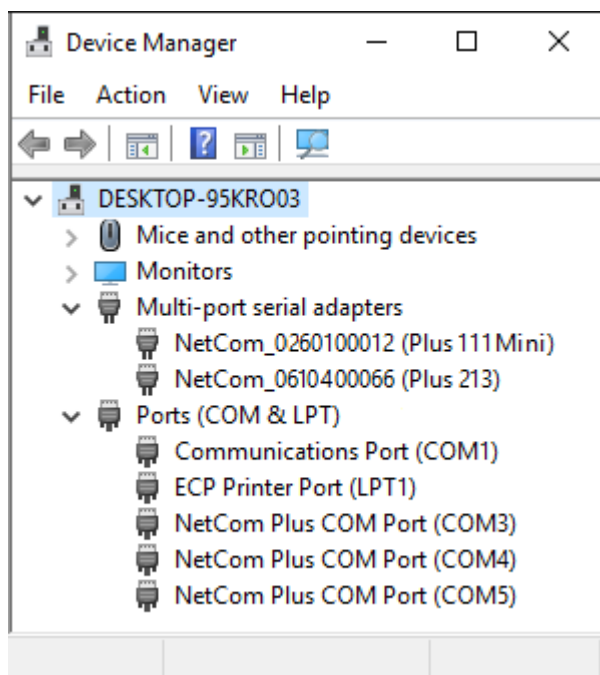 Device Manager
File Action View Help
DESKTOP-95KRO03
Mice and other pointing devices
Monitors
Multi-port serial adapters
NetCom_0260100012 (Plus 111 Mini)
NetCom_0610400066 (Plus 213)
Ports (COM & LPT)
Communications Port (COM1)
ECP Printer Port (LPT1)
NetCom Plus COM Port (COM3)
NetCom Plus COM Port (COM4)
NetCom Plus COM Port (COM5)